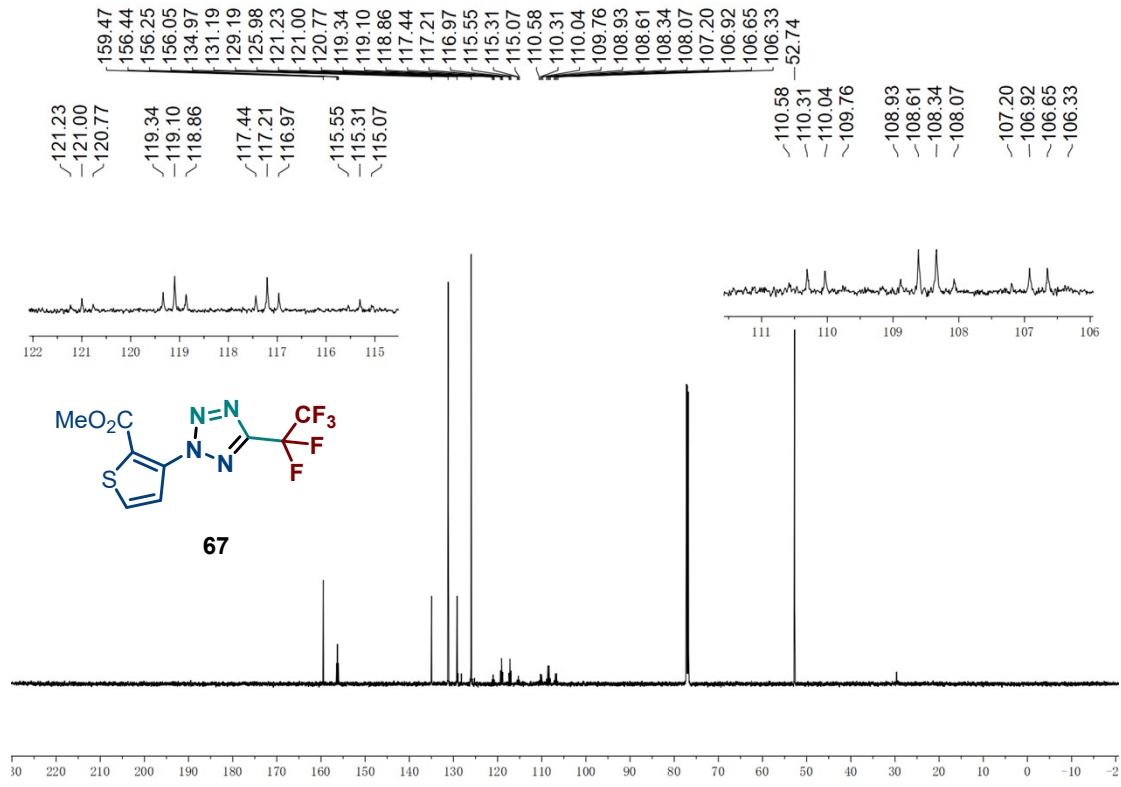 159.47 156.44 156.25 156.05 134.97 131.19 129.19 125.98 121.23 121.00 120.77 119.34 119.10 118.86 117.44 117.21 116.97 115.55 115.31 115.07 110.58 110.31 110.04 109.76 108.93 108.61 108.34 108.07 107.20 106.92 106.65 106.33 52.74
121.23 121.00 120.77 119.34 119.10 118.86 117.44 117.21 116.97 115.55 115.31 115.07
110.58 110.31 110.04 109.76 108.93 108.61 108.34 108.07 107.20 106.92 106.65 106.33
122 121 120 119 118 117 116 115
111 110 109 108 107 106
MeO2C
N=N
CF3
N
N
F
F
S
67
30 220 210 200 190 180 170 160 150 140 130 120 110 100 90 80 70 60 50 40 30 20 10 0 -10 -2